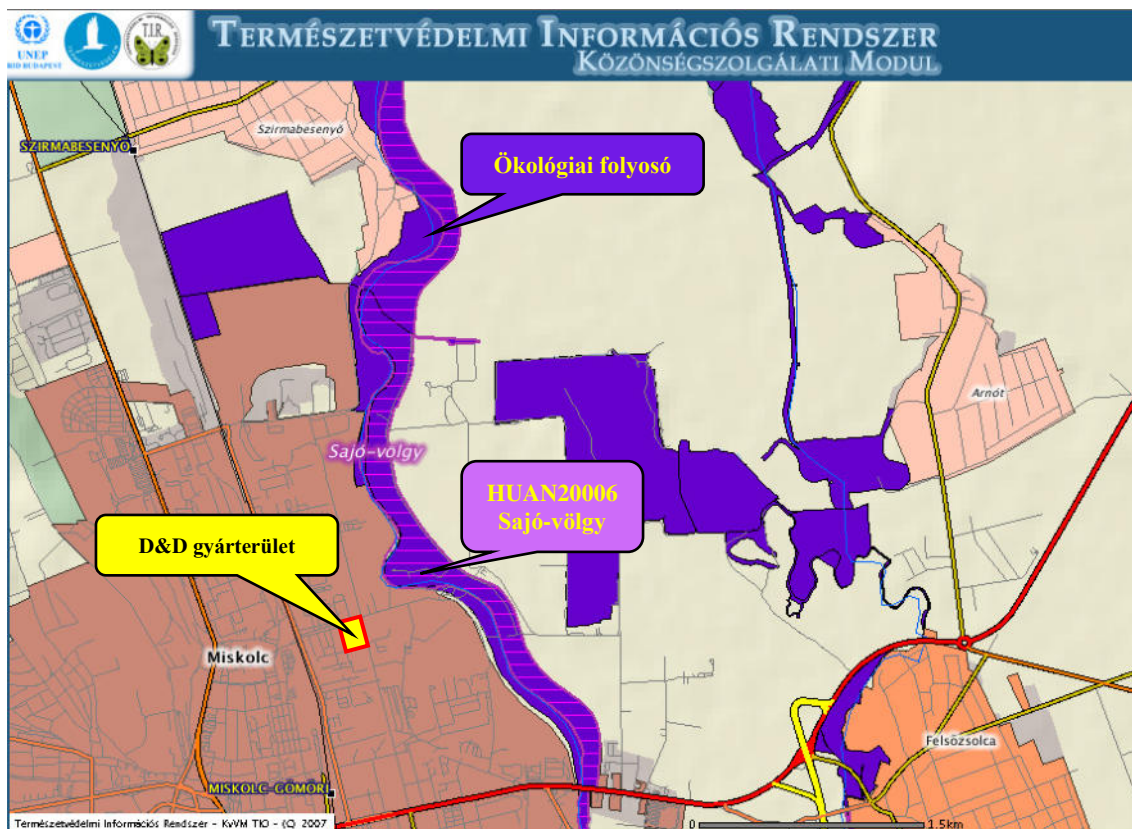 UNEP
GRID BUDAPEST
T.I.R.
TERMÉSZETVÉDELMI INFORMÁCIÓS RENDSZER
KÖZÖNSÉGSZOLGÁLATI MODUL
Szirmabesenyő
SZIRMABESENYŐ
Ökológiai folyosó
Arnót
Sajó-völgy
HUAN20006
Sajó-völgy
D&D gyárterület
Miskolc
Felsőzsolca
MISKOLC-GÖMÖRI
Természetvédelmi Információs Rendszer - KvVM TIO - (C) 2007
0 1.5km